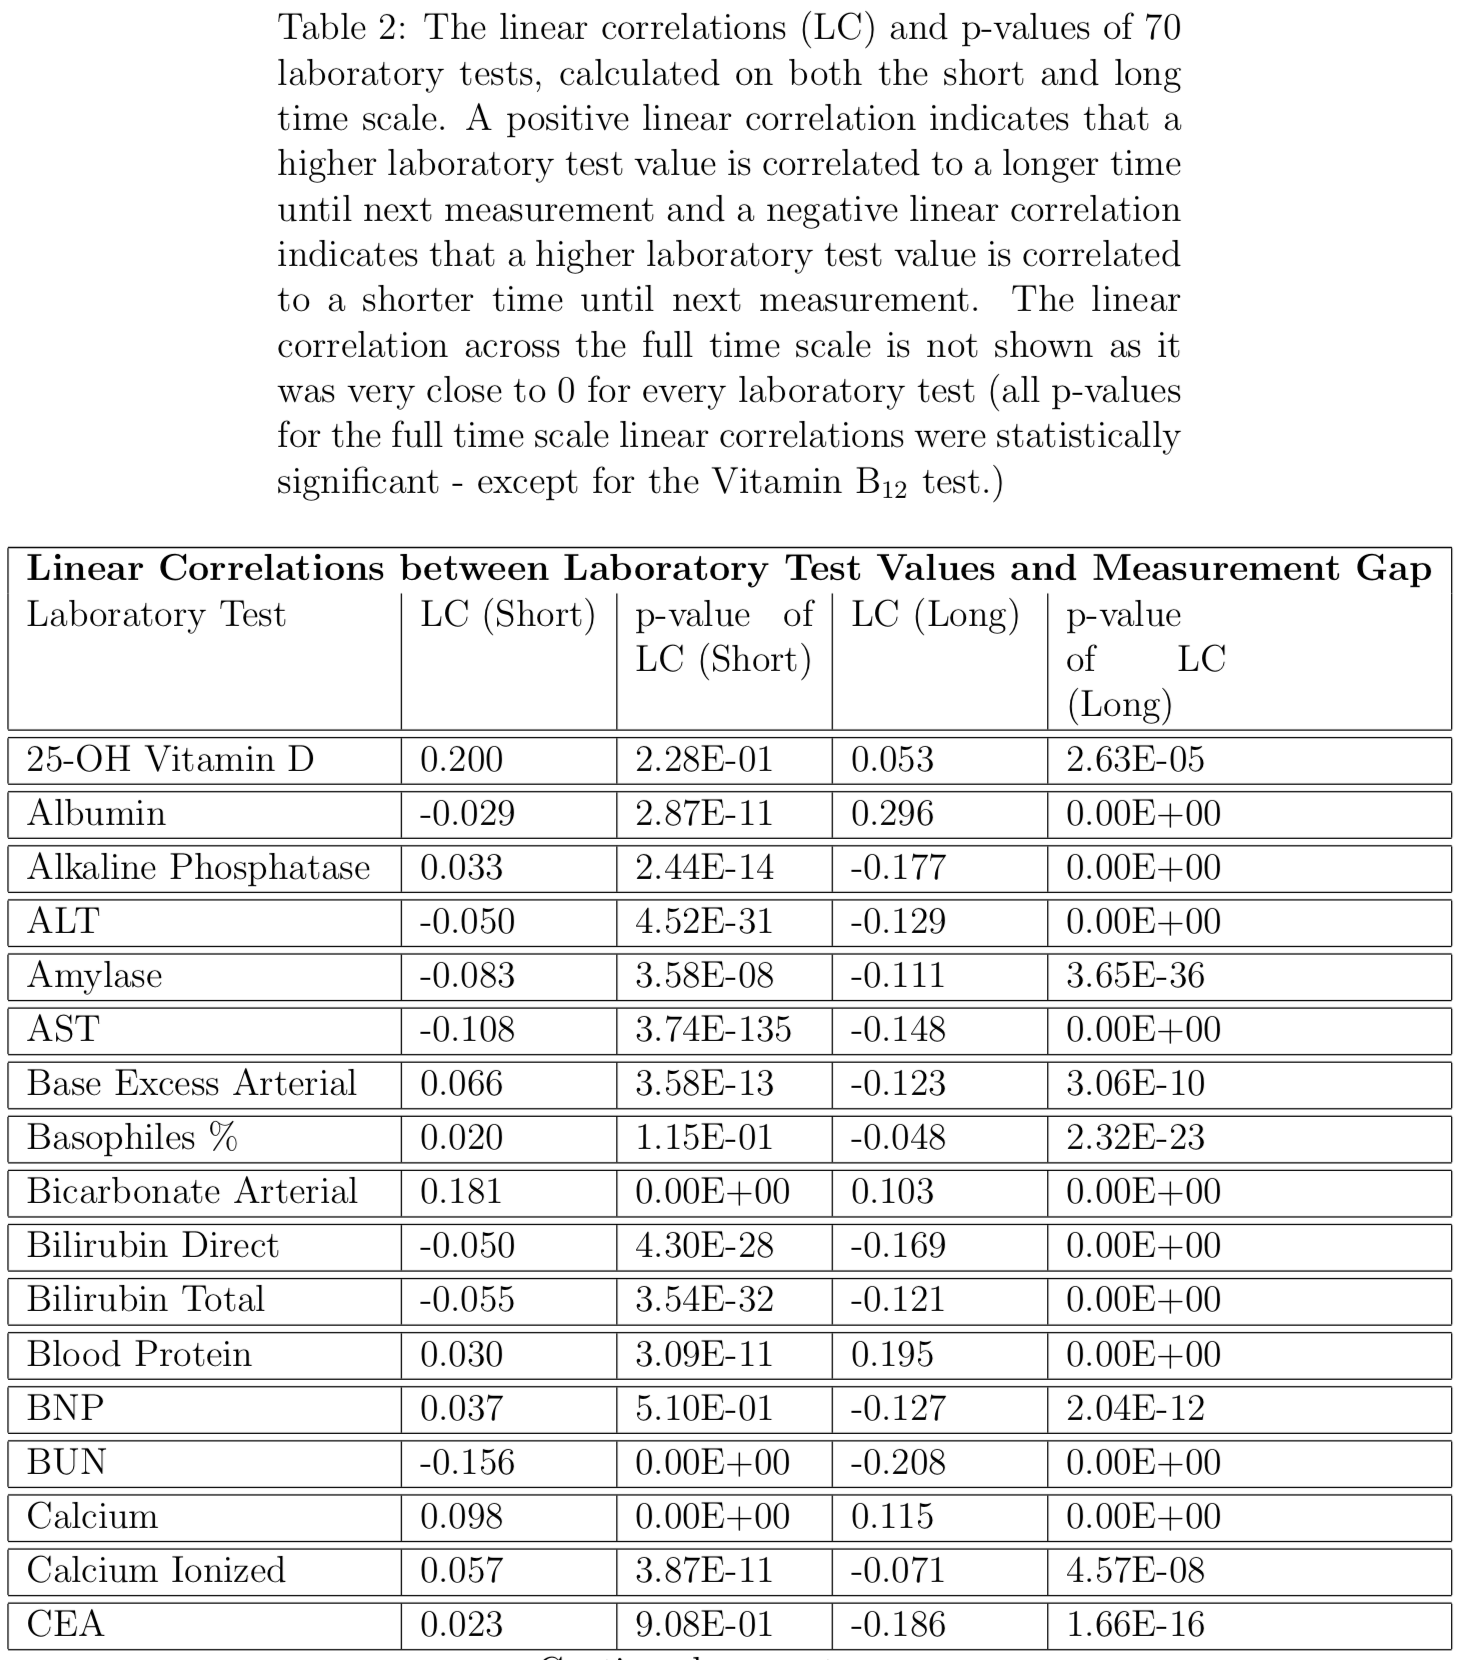 Table 2: The linear correlations (LC) and p-values of 70
laboratory tests, calculated on both the short and long
time scale. A positive linear correlation indicates that a
higher laboratory test value is correlated to a longer time
until next measurement and a negative linear correlation
indicates that a higher laboratory test value is correlated
to a shorter time until next measurement. The linear
correlation across the full time scale is not shown as it
was very close to 0 for every laboratory test (all p-values
for the full time scale linear correlations were statistically
significant - except for the Vitamin B12 test.)
Linear Correlations between Laboratory Test Values and Measurement Gap
Laboratory Test LC (Short) p-value of LC (Long) p-value
LC (Short) of LC
(Long)
25-OH Vitamin D 0.200 2.28E-01 0.053 2.63E-05
Albumin -0.029 2.87E-11 0.296 0.00E+00
Alkaline Phosphatase 0.033 2.44E-14 -0.177 0.00E+00
ALT -0.050 4.52E-31 -0.129 0.00E+00
Amylase -0.083 3.58E-08 -0.111 3.65E-36
AST -0.108 3.74E-135 -0.148 0.00E+00
Base Excess Arterial 0.066 3.58E-13 -0.123 3.06E-10
Basophiles % 0.020 1.15E-01 -0.048 2.32E-23
Bicarbonate Arterial 0.181 0.00E+00 0.103 0.00E+00
Bilirubin Direct -0.050 4.30E-28 -0.169 0.00E+00
Bilirubin Total -0.055 3.54E-32 -0.121 0.00E+00
Blood Protein 0.030 3.09E-11 0.195 0.00E+00
BNP 0.037 5.10E-01 -0.127 2.04E-12
BUN -0.156 0.00E+00 -0.208 0.00E+00
Calcium 0.098 0.00E+00 0.115 0.00E+00
Calcium Ionized 0.057 3.87E-11 -0.071 4.57E-08
CEA 0.023 9.08E-01 -0.186 1.66E-16